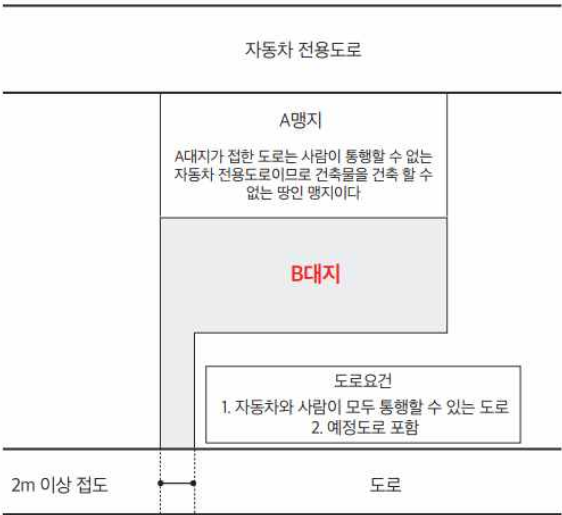 자동차 전용도로
A맹지
A대지가 접한 도로는 사람이 통행할 수 없는
자동차 전용도로이므로 건축물을 건축 할 수
없는 땅인 맹지이다
B대지
도로요건
1. 자동차와 사람이 모두 통행할 수 있는 도로
2. 예정도로 포함
2m 이상 접도
도로